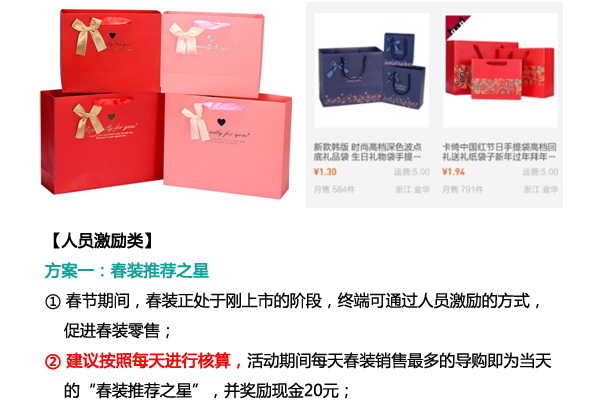 for you!
新款韩版 时尚高档深色波点
底礼品袋 生日礼物袋手提…
¥1.30 运费:5.00
月售 584件 浙江 金华
卡绮中国红节日手提袋高档回
礼送礼纸袋子新年过年拜年…
¥1.94 运费:5.00
月售 791件 浙江 金华
【人员激励类】
方案一：春装推荐之星
① 春节期间，春装正处于刚上市的阶段，终端可通过人员激励的方式，
促进春装零售；
② 建议按照每天进行核算，活动期间每天春装销售最多的导购即为当天
的“春装推荐之星”，并奖励现金20元；